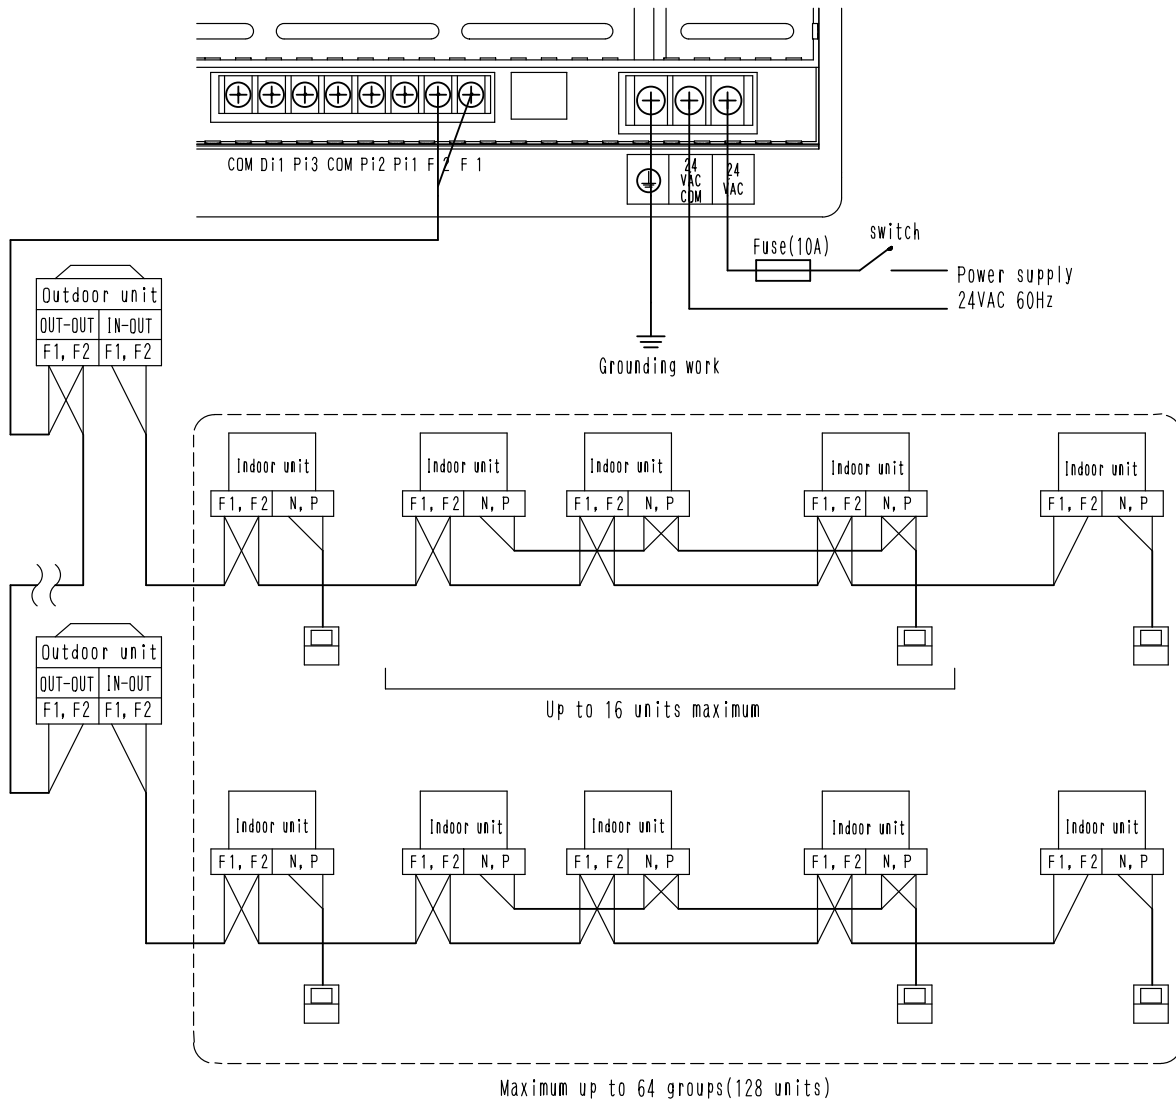 COM Di1 Pi3 COM Pi2 Pi1 F 2 F 1
24 VAC COM
24 VAC
switch
Fuse(10A)
Power supply
24VAC 60Hz
Grounding work
Outdoor unit
OUT-OUT IN-OUT
F1, F2 F1, F2
Indoor unit Indoor unit Indoor unit Indoor unit Indoor unit
F1, F2 N, P F1, F2 N, P F1, F2 N, P F1, F2 N, P F1, F2 N, P
Outdoor unit
OUT-OUT IN-OUT
F1, F2 F1, F2
Up to 16 units maximum
Indoor unit Indoor unit Indoor unit Indoor unit Indoor unit
F1, F2 N, P F1, F2 N, P F1, F2 N, P F1, F2 N, P F1, F2 N, P
Maximum up to 64 groups(128 units)